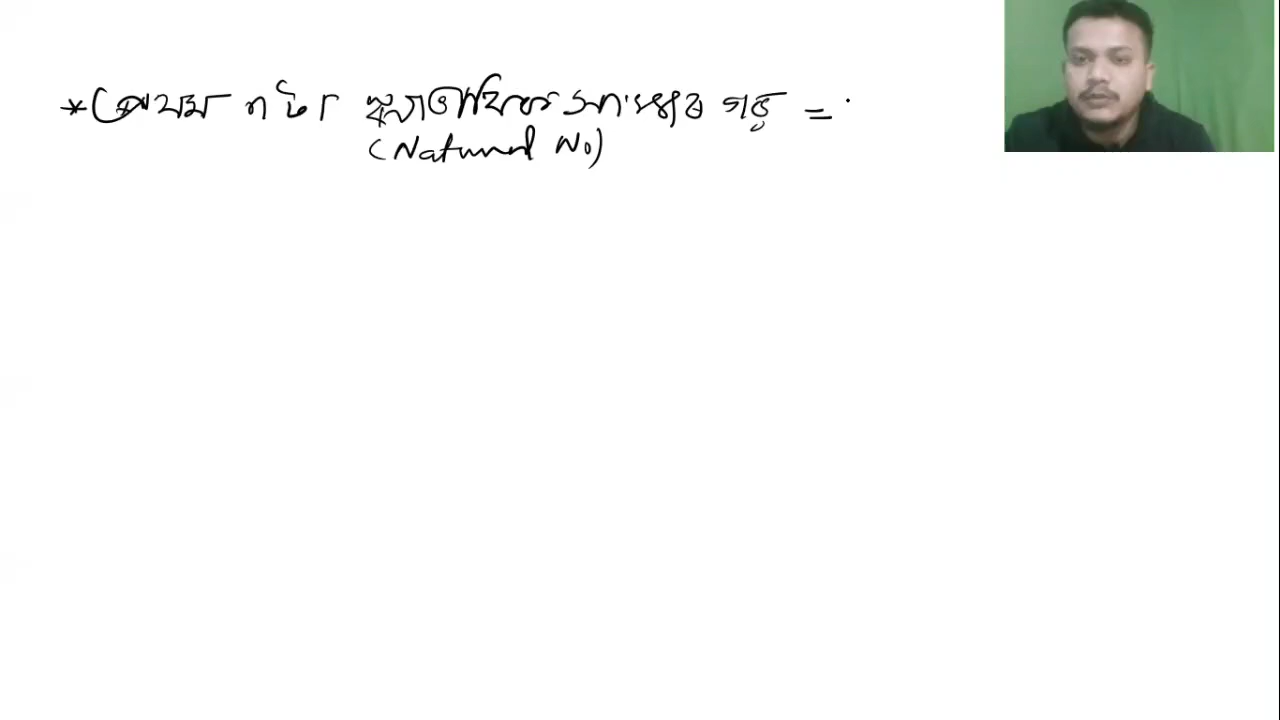 * প্ৰথম n টা স্বাভাৱিক সংখ্যাৰ গড় =
(Natural No)